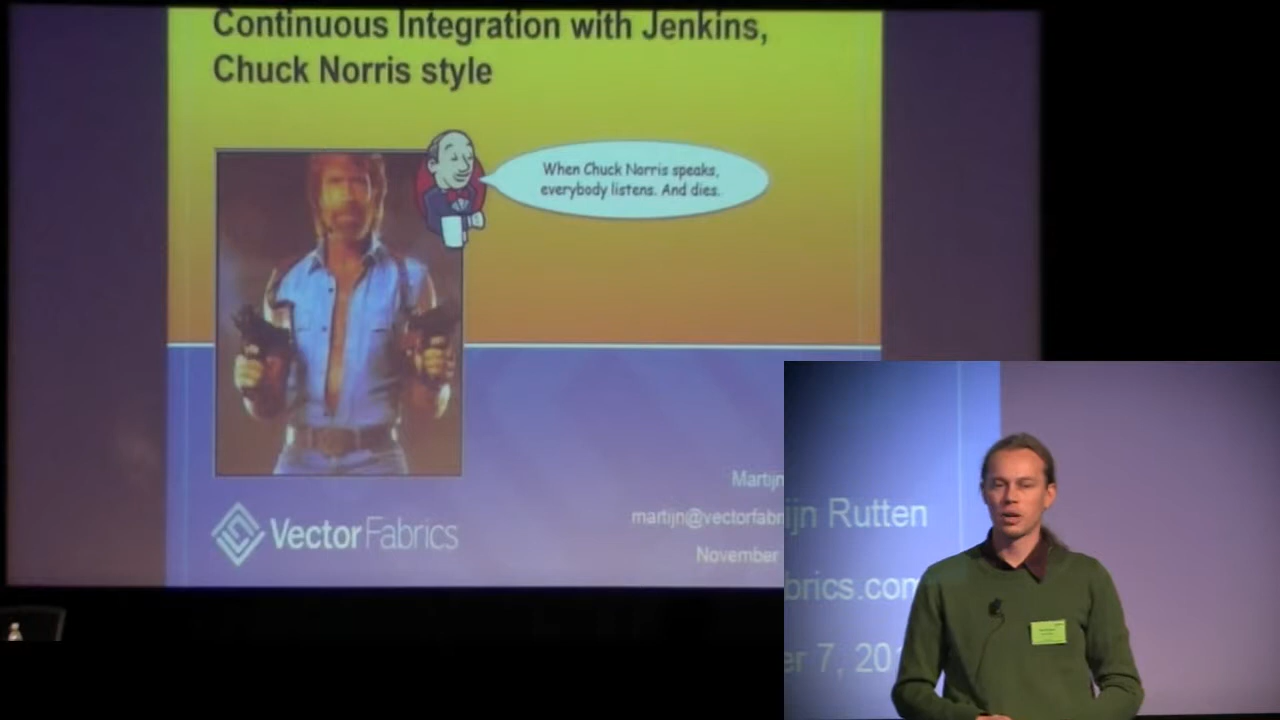 Continuous Integration with Jenkins,
Chuck Norris style
When Chuck Norris speaks,
everybody listens. And dies.
Martijn
martijn@vectorfabr
November
VectorFabrics
ijn Rutten
brics.com
er 7, 20